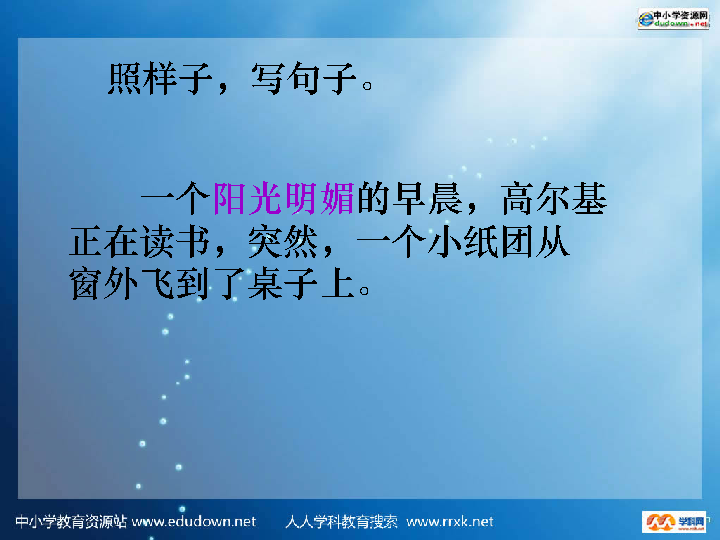 中小学资源网
edudown.net
照样子，写句子。
一个阳光明媚的早晨，高尔基
正在读书，突然，一个小纸团从
窗外飞到了桌子上。
中小学教育资源站 www.edudown.net 人人学科教育搜索 www.rrxk.net
学科网